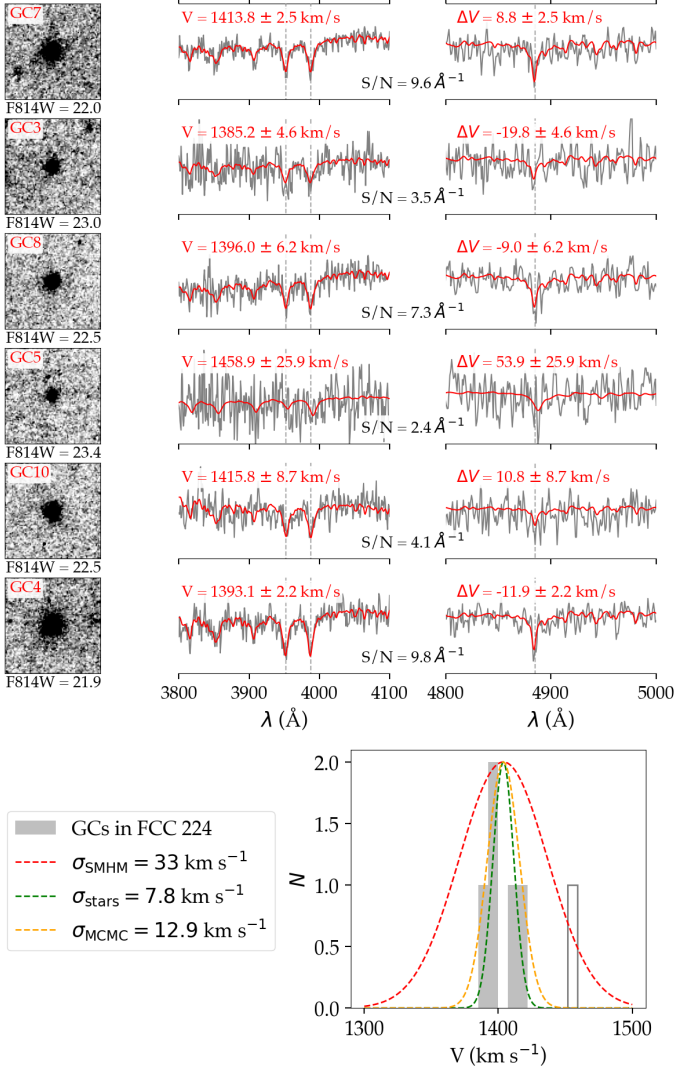 GC7
V = 1413.8 ± 2.5 km/s
ΔV = 8.8 ± 2.5 km/s
S/N = 9.6 Å⁻¹
F814W = 22.0
GC3
V = 1385.2 ± 4.6 km/s
ΔV = -19.8 ± 4.6 km/s
S/N = 3.5 Å⁻¹
F814W = 23.0
GC8
V = 1396.0 ± 6.2 km/s
ΔV = -9.0 ± 6.2 km/s
S/N = 7.3 Å⁻¹
F814W = 22.5
GC5
V = 1458.9 ± 25.9 km/s
ΔV = 53.9 ± 25.9 km/s
S/N = 2.4 Å⁻¹
F814W = 23.4
GC10
V = 1415.8 ± 8.7 km/s
ΔV = 10.8 ± 8.7 km/s
S/N = 4.1 Å⁻¹
F814W = 22.5
GC4
V = 1393.1 ± 2.2 km/s
ΔV = -11.9 ± 2.2 km/s
S/N = 9.8 Å⁻¹
F814W = 21.9
3800 3900 4000 4100 4800 4900 5000
λ (Å) λ (Å)
GCs in FCC 224
σSMHM = 33 km s⁻¹
σstars = 7.8 km s⁻¹
σMCMC = 12.9 km s⁻¹
2.0
1.5
N
1.0
0.5
0.0
1300 1400 1500
V (km s⁻¹)